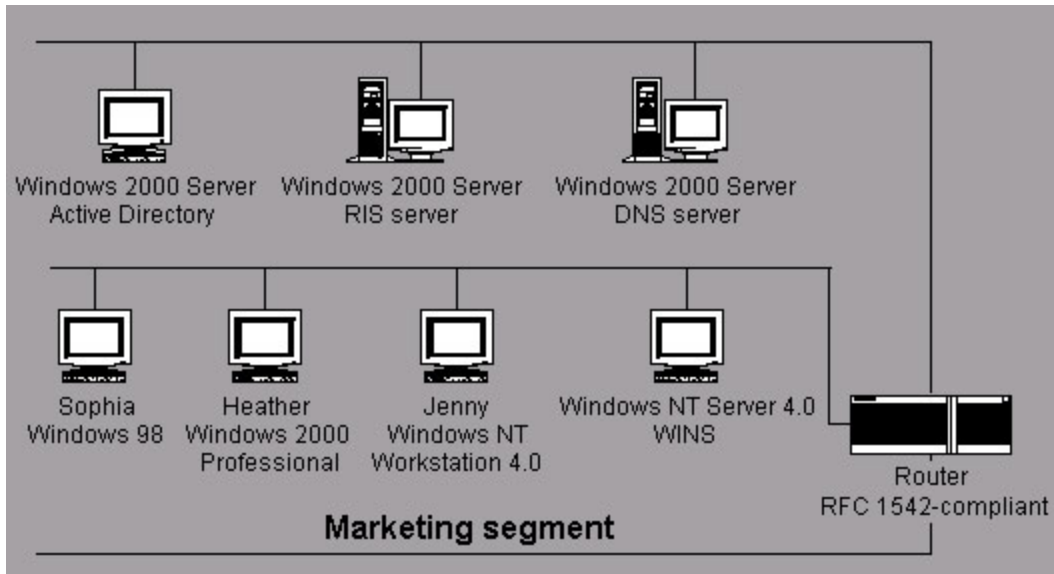 Windows 2000 Server
Active Directory
Windows 2000 Server
RIS server
Windows 2000 Server
DNS server
Sophia
Windows 98
Heather
Windows 2000
Professional
Jenny
Windows NT
Workstation 4.0
Windows NT Server 4.0
WINS
Router
RFC 1542-compliant
Marketing segment